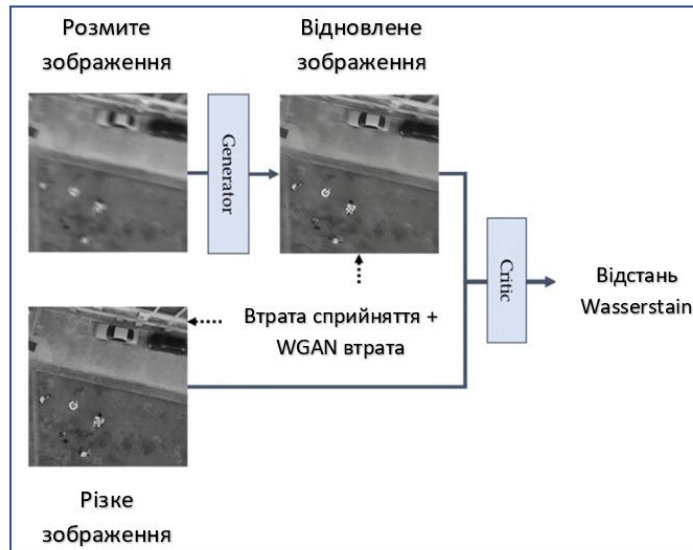 Розмите
зображення
Відновлене
зображення
Generator
Critic
Відстань
Wasserstain
Втрата сприйняття +
WGAN втрата
Різке
зображення